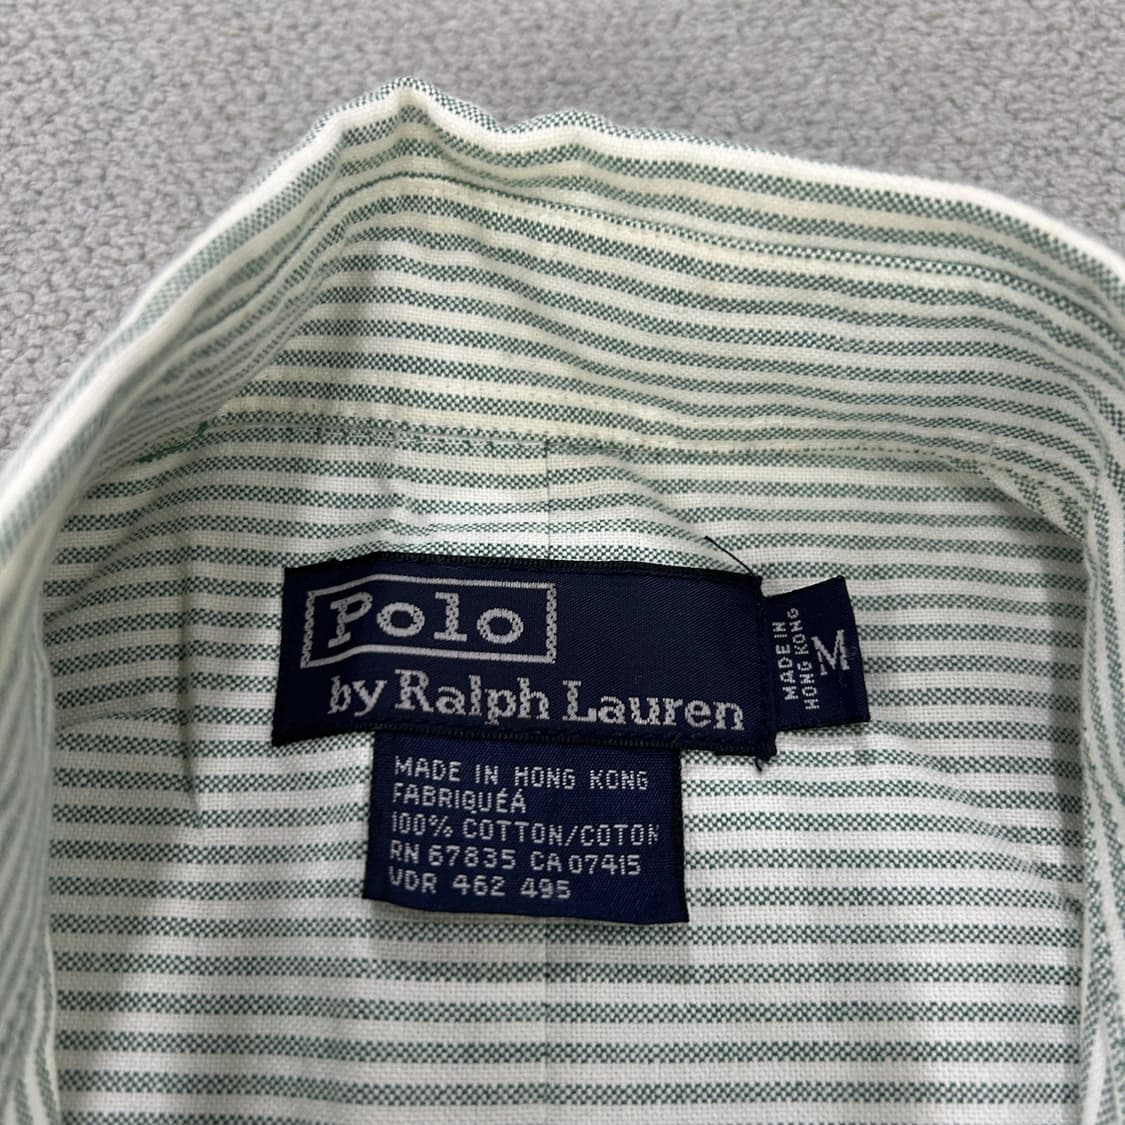 Polo
by Ralph Lauren
MADE IN
HONG KONG
M
MADE IN HONG KONG
FABRIQUÉÁ
100% COTTON/COTON
RN 67835 CA 07415
VDR 462 495